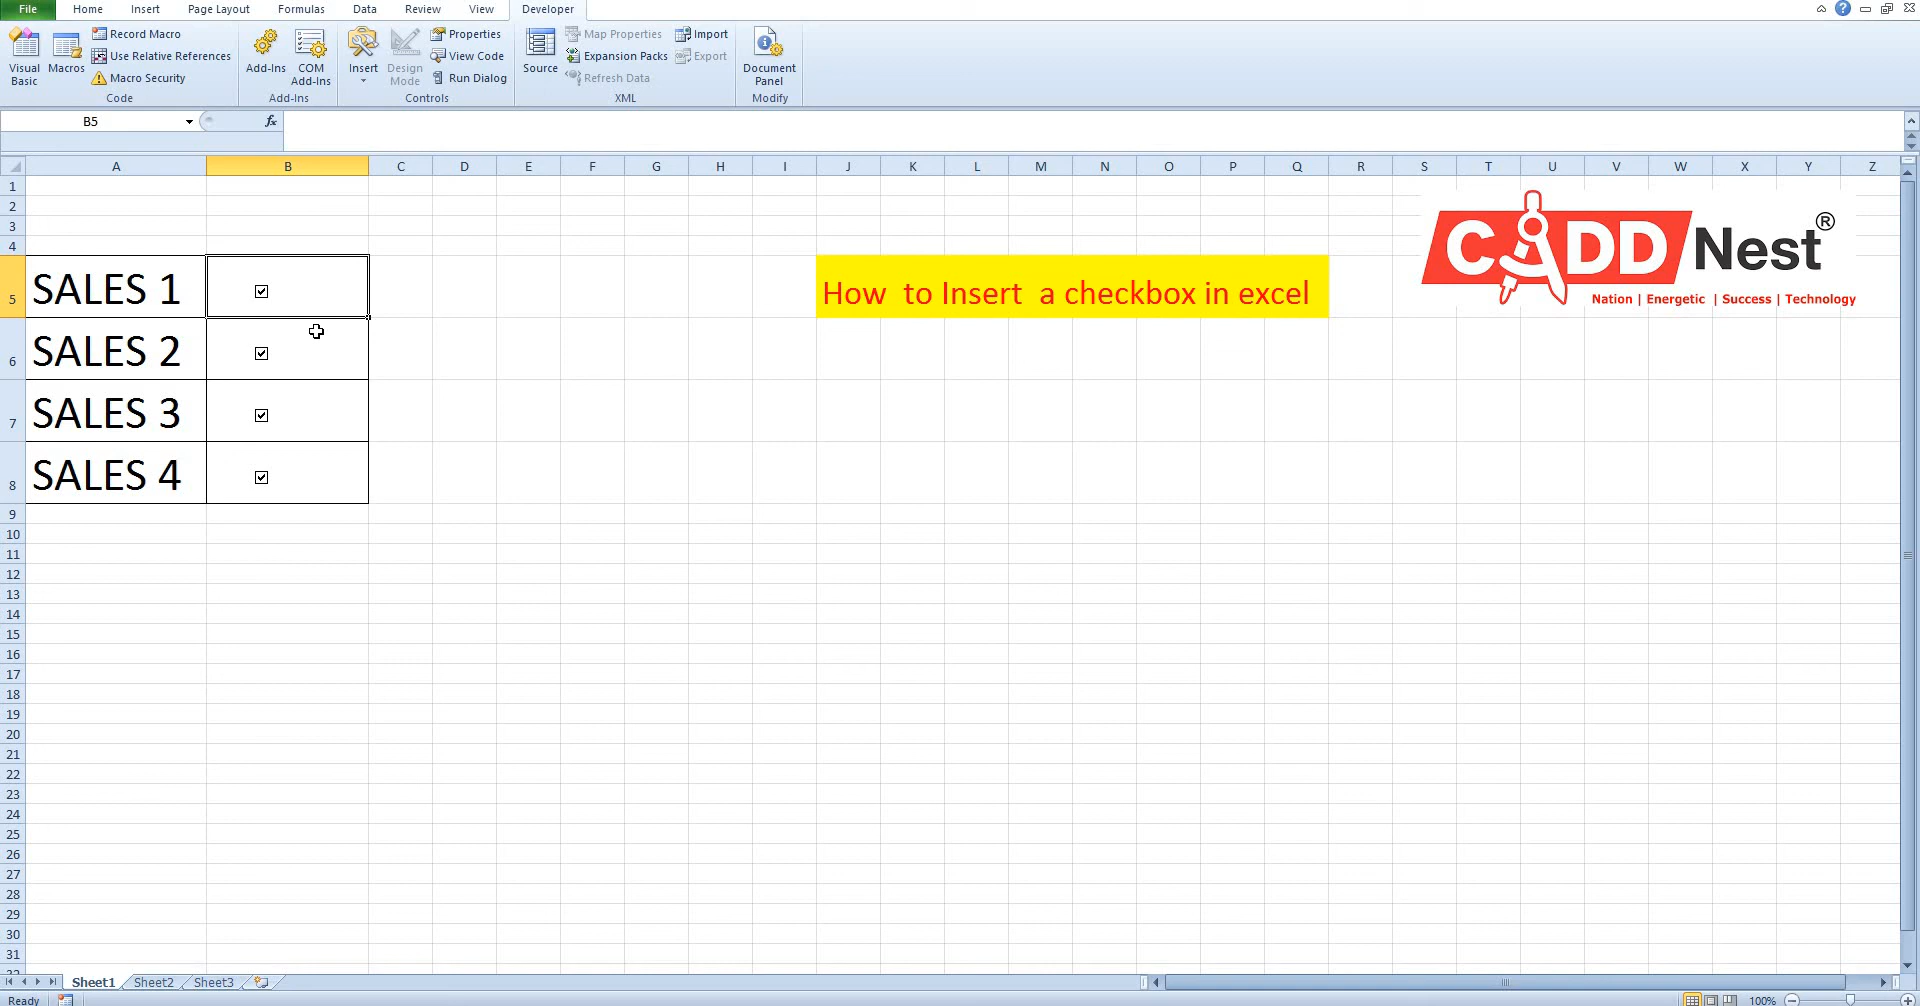 File Home Insert Page Layout Formulas Data Review View Developer
Record Macro Properties Map Properties Import
Use Relative References View Code Expansion Packs Export
Visual Basic Macros Macro Security Add-Ins COM Add-Ins Insert Design Mode Run Dialog Source Refresh Data Document Panel
Code Add-Ins Controls XML Modify
B5 fx
A B C D E F G H I J K L M N O P Q R S T U V W X Y Z
1
2
3
4
5 SALES 1 How to Insert a checkbox in excel
CADD Nest ®
Nation | Energetic | Success | Technology
6 SALES 2
7 SALES 3
8 SALES 4
9
10
11
12
13
14
15
16
17
18
19
20
21
22
23
24
25
26
27
28
29
30
31
32
Sheet1 Sheet2 Sheet3
Ready 100%